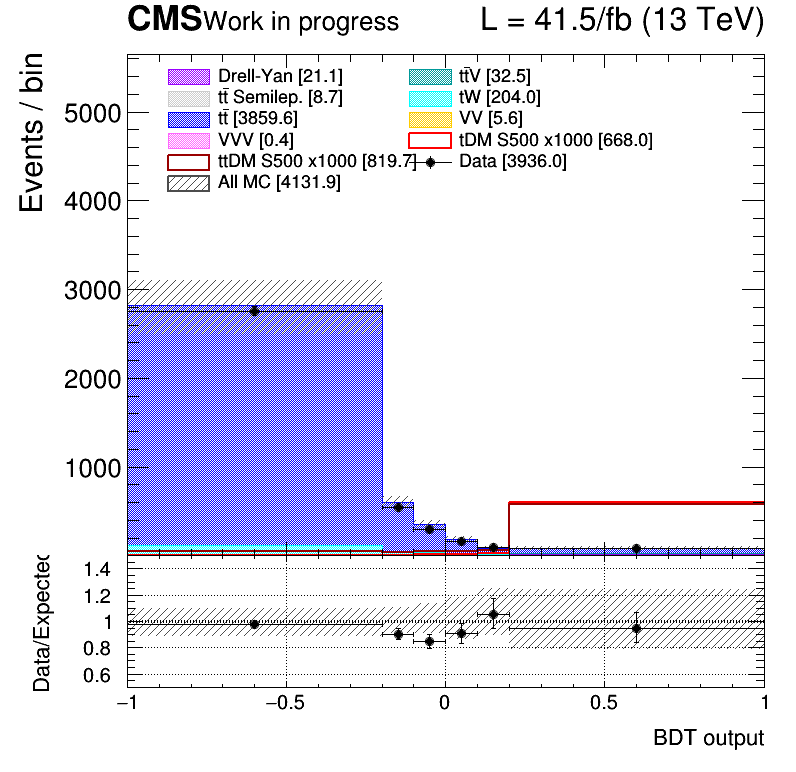 CMS Work in progress L = 41.5/fb (13 TeV)
Events / bin
Drell-Yan [21.1] tt̄V [32.5]
tt̄ Semilep. [8.7] tW [204.0]
tt̄ [3859.6] VV [5.6]
VVV [0.4] tDM S500 x1000 [668.0]
ttDM S500 x1000 [819.7] Data [3936.0]
All MC [4131.9]
5000
4000
3000
2000
1000
Data/Expected
1.4
1.2
1
0.8
0.6
−1 −0.5 0 0.5 1
BDT output